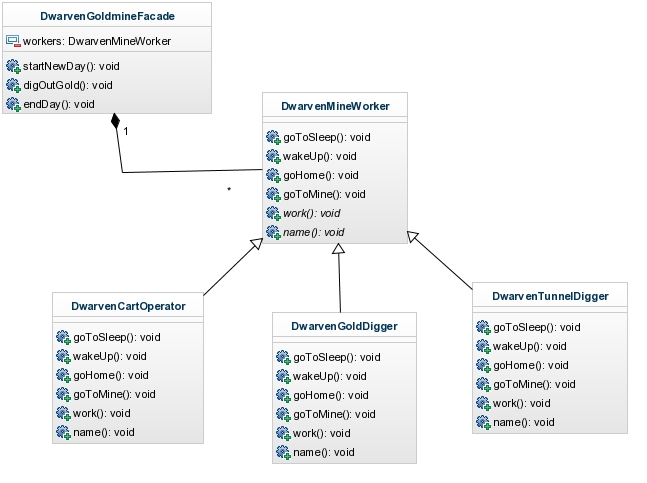 DwarvenGoldmineFacade
workers: DwarvenMineWorker
startNewDay(): void
digOutGold(): void
endDay(): void
1
*
DwarvenMineWorker
goToSleep(): void
wakeUp(): void
goHome(): void
goToMine(): void
work(): void
name(): void
DwarvenCartOperator
goToSleep(): void
wakeUp(): void
goHome(): void
goToMine(): void
work(): void
name(): void
DwarvenGoldDigger
goToSleep(): void
wakeUp(): void
goHome(): void
goToMine(): void
work(): void
name(): void
DwarvenTunnelDigger
goToSleep(): void
wakeUp(): void
goHome(): void
goToMine(): void
work(): void
name(): void